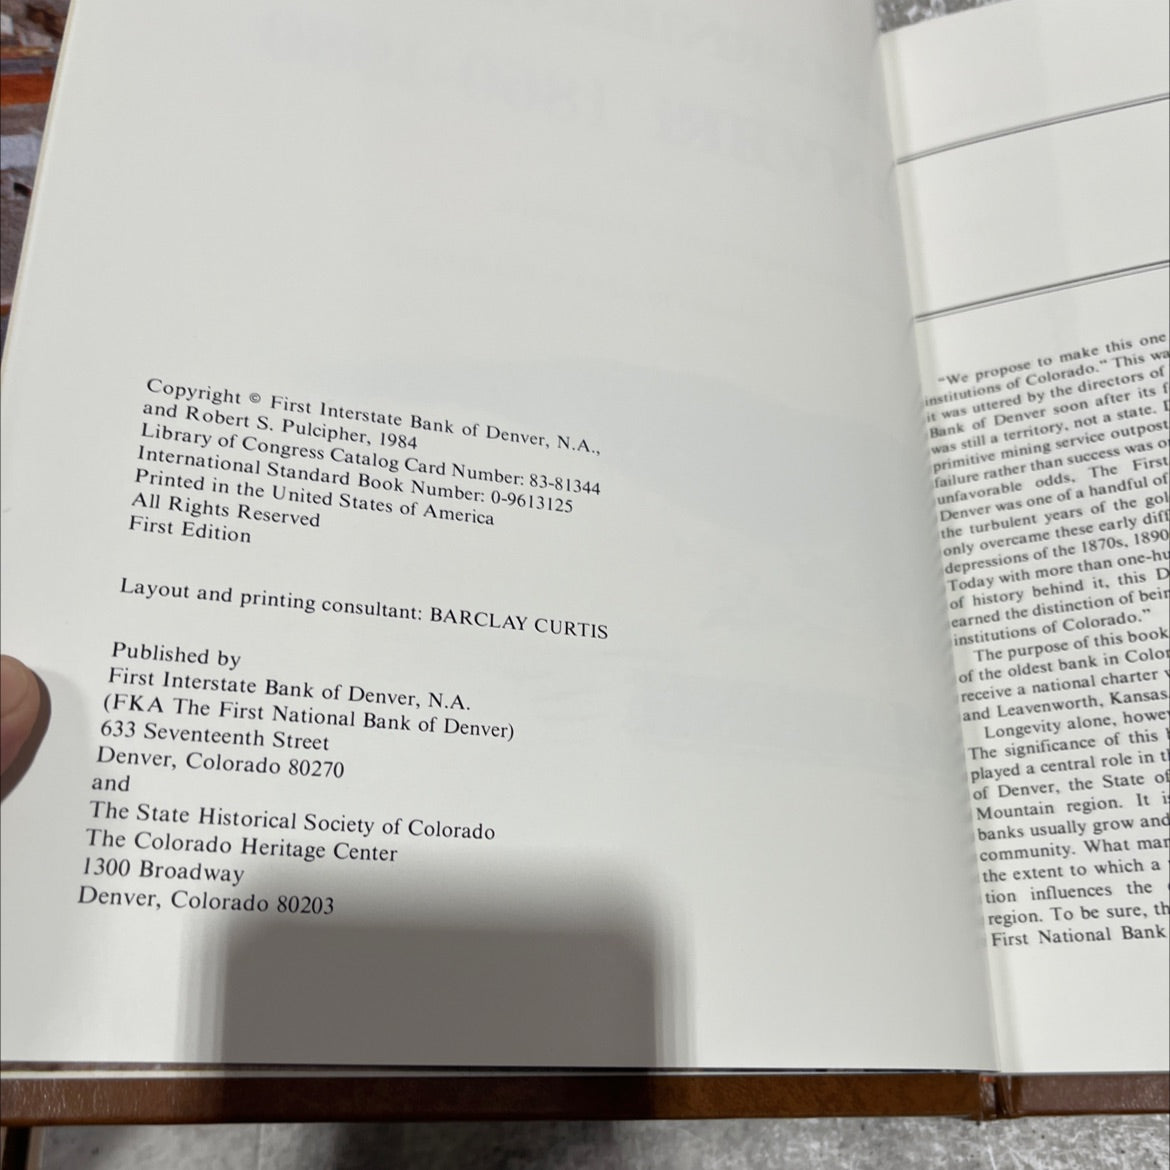 Copyright © First Interstate Bank of Denver, N.A.,
and Robert S. Pulcipher, 1984
Library of Congress Catalog Card Number: 83-81344
International Standard Book Number: 0-9613125
Printed in the United States of America
All Rights Reserved
First Edition
Layout and printing consultant: BARCLAY CURTIS
Published by
First Interstate Bank of Denver, N.A.
(FKA The First National Bank of Denver)
633 Seventeenth Street
Denver, Colorado 80270
and
The State Historical Society of Colorado
The Colorado Heritage Center
1300 Broadway
Denver, Colorado 80203
"We propose to make this one
institutions of Colorado." This wa
it was uttered by the directors of
Bank of Denver soon after its f
was still a territory, not a state.
primitive mining service outpost
failure rather than success was
unfavorable odds, The First
Denver was one of a handful of
the turbulent years of the gol
only overcame these early diff
depressions of the 1870s, 1890
Today with more than one-hu
of history behind it, this D
earned the distinction of bein
institutions of Colorado."
The purpose of this book
of the oldest bank in Color
receive a national charter
and Leavenworth, Kansas.
Longevity alone, howev
The significance of this
played a central role in th
of Denver, the State of
Mountain region. It is
banks usually grow and
community. What mar
the extent to which a
tion influences the
region. To be sure, th
First National Bank